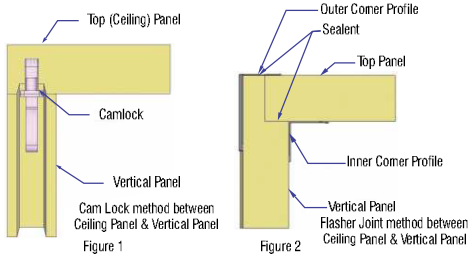 Top (Ceiling) Panel
Camlock
Vertical Panel
Cam Lock method between
Ceiling Panel & Vertical Panel
Figure 1
Outer Corner Profile
Sealent
Top Panel
Inner Corner Profile
Vertical Panel
Flasher Joint method between
Ceiling Panel & Vertical Panel
Figure 2